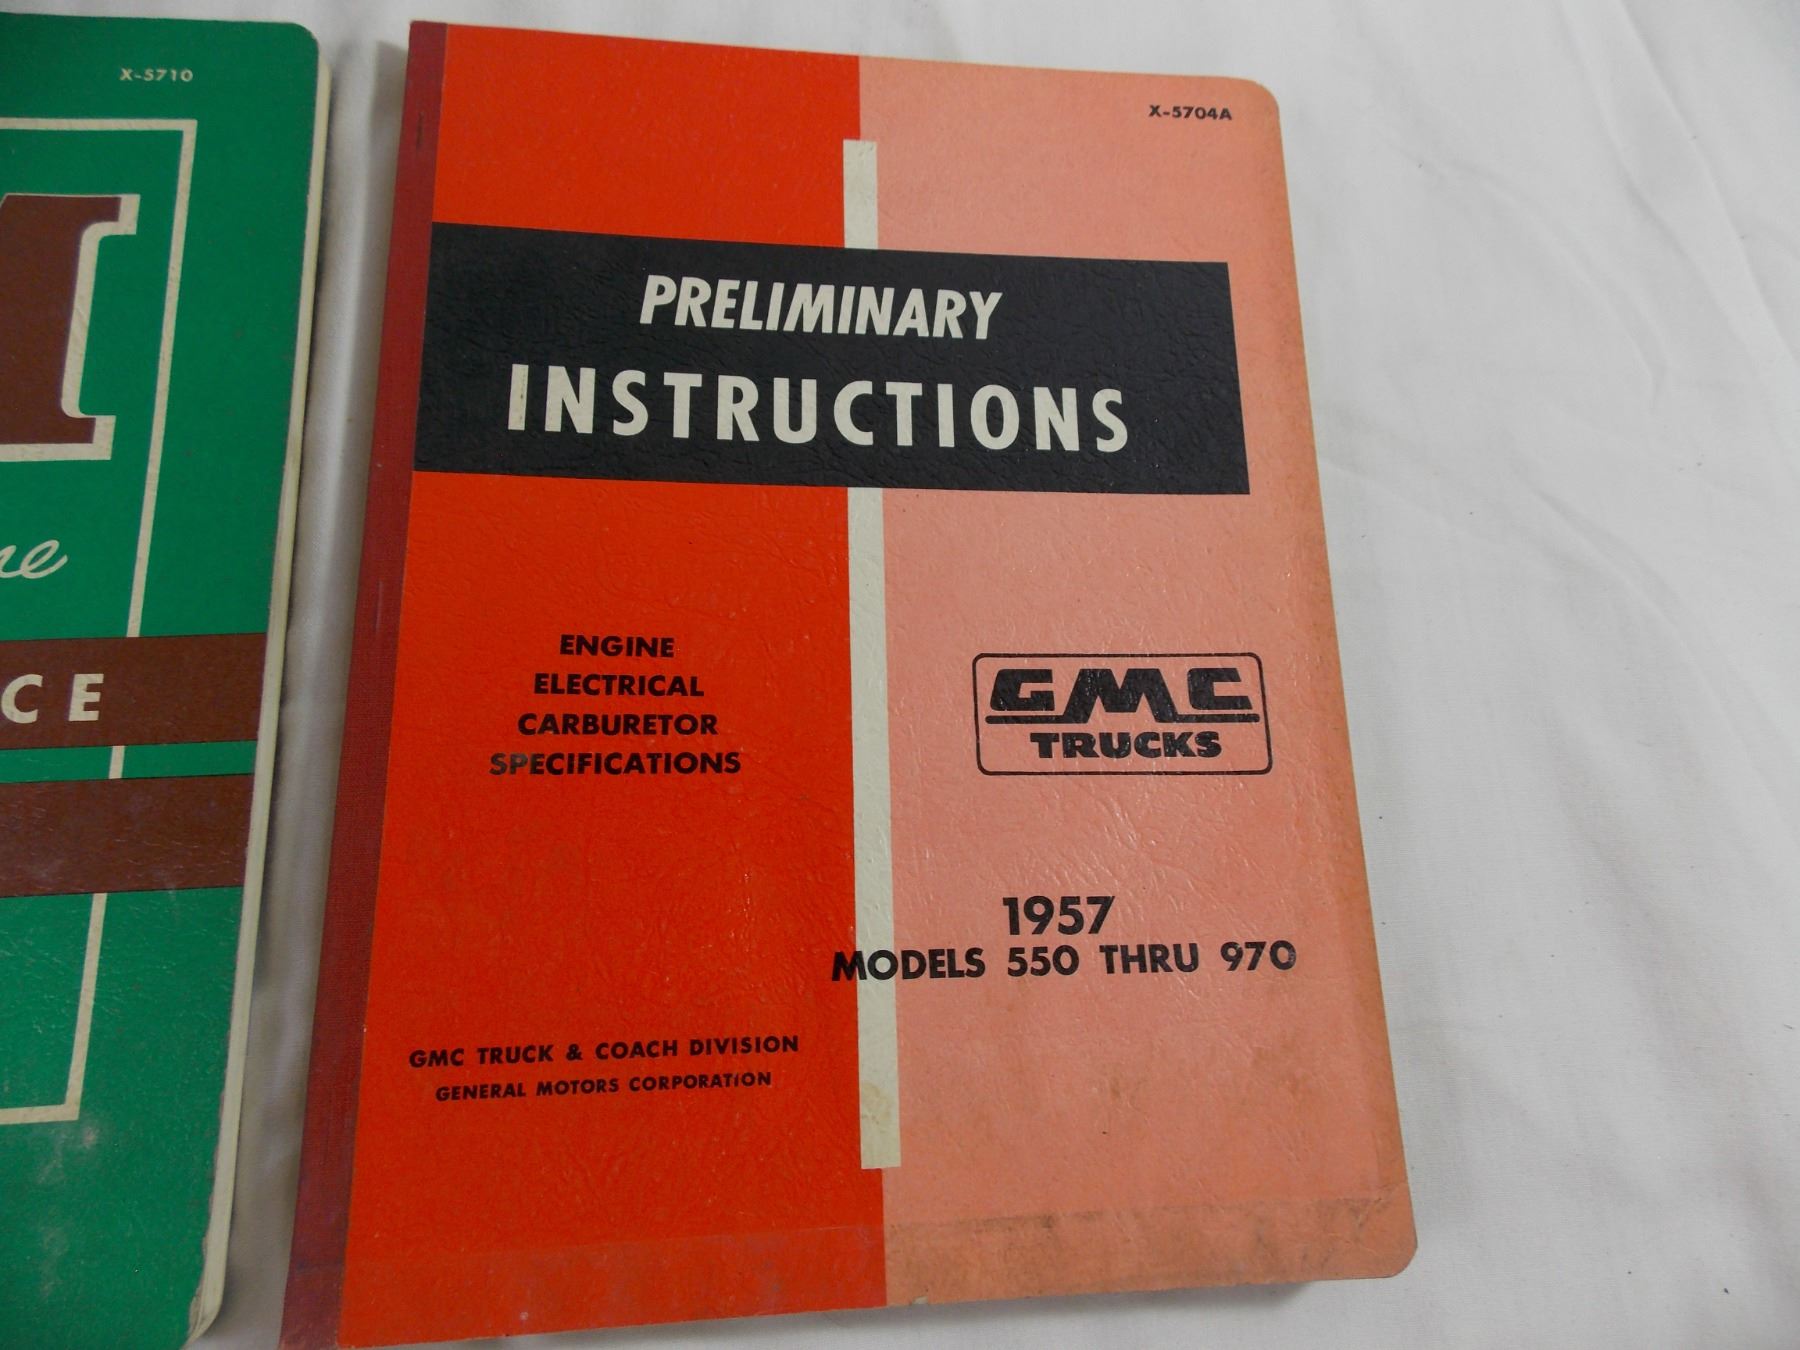 X-5710
CE
X-5704A
PRELIMINARY
INSTRUCTIONS
ENGINE
ELECTRICAL
CARBURETOR
SPECIFICATIONS
GMC
TRUCKS
1957
MODELS 550 THRU 970
GMC TRUCK & COACH DIVISION
GENERAL MOTORS CORPORATION